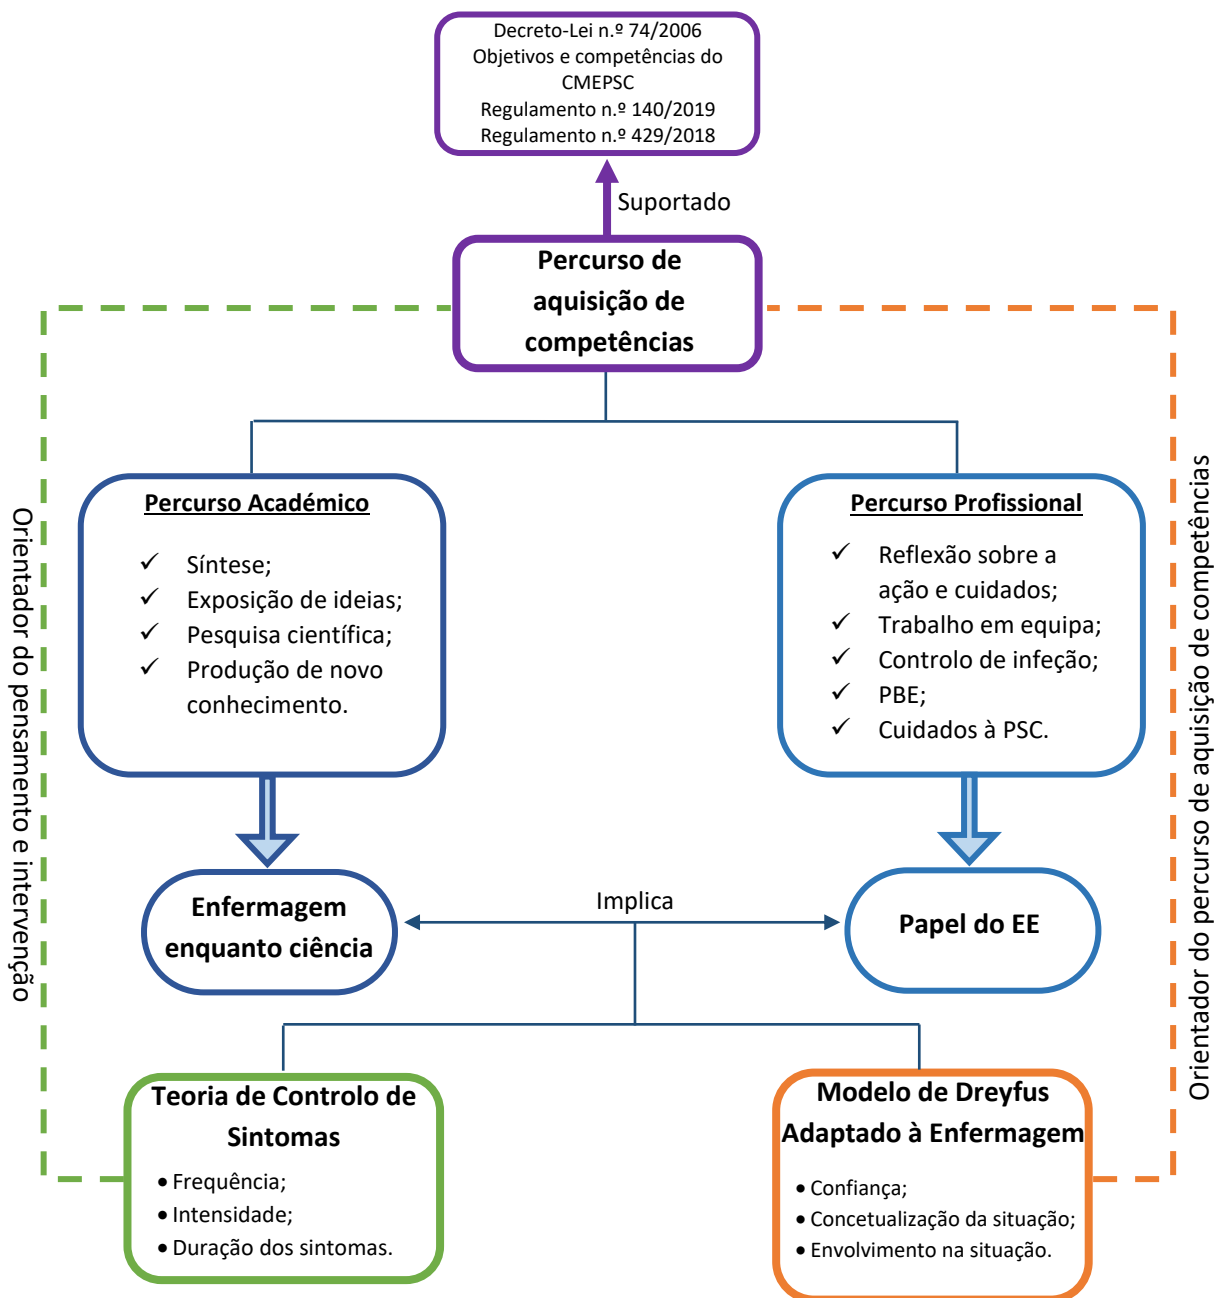 Decreto-Lei n.º 74/2006
Objetivos e competências do
CMEPSC
Regulamento n.º 140/2019
Regulamento n.º 429/2018
Suportado
Percurso de
aquisição de
competências
Percurso Académico
✓ Síntese;
✓ Exposição de ideias;
✓ Pesquisa científica;
✓ Produção de novo
conhecimento.
Percurso Profissional
✓ Reflexão sobre a
ação e cuidados;
✓ Trabalho em equipa;
✓ Controlo de infeção;
✓ PBE;
✓ Cuidados à PSC.
Orientador do pensamento e intervenção
Orientador do percurso de aquisição de competências
Enfermagem
enquanto ciência
Implica
Papel do EE
Teoria de Controlo de
Sintomas
• Frequência;
• Intensidade;
• Duração dos sintomas.
Modelo de Dreyfus
Adaptado à Enfermagem
• Confiança;
• Concetualização da situação;
• Envolvimento na situação.